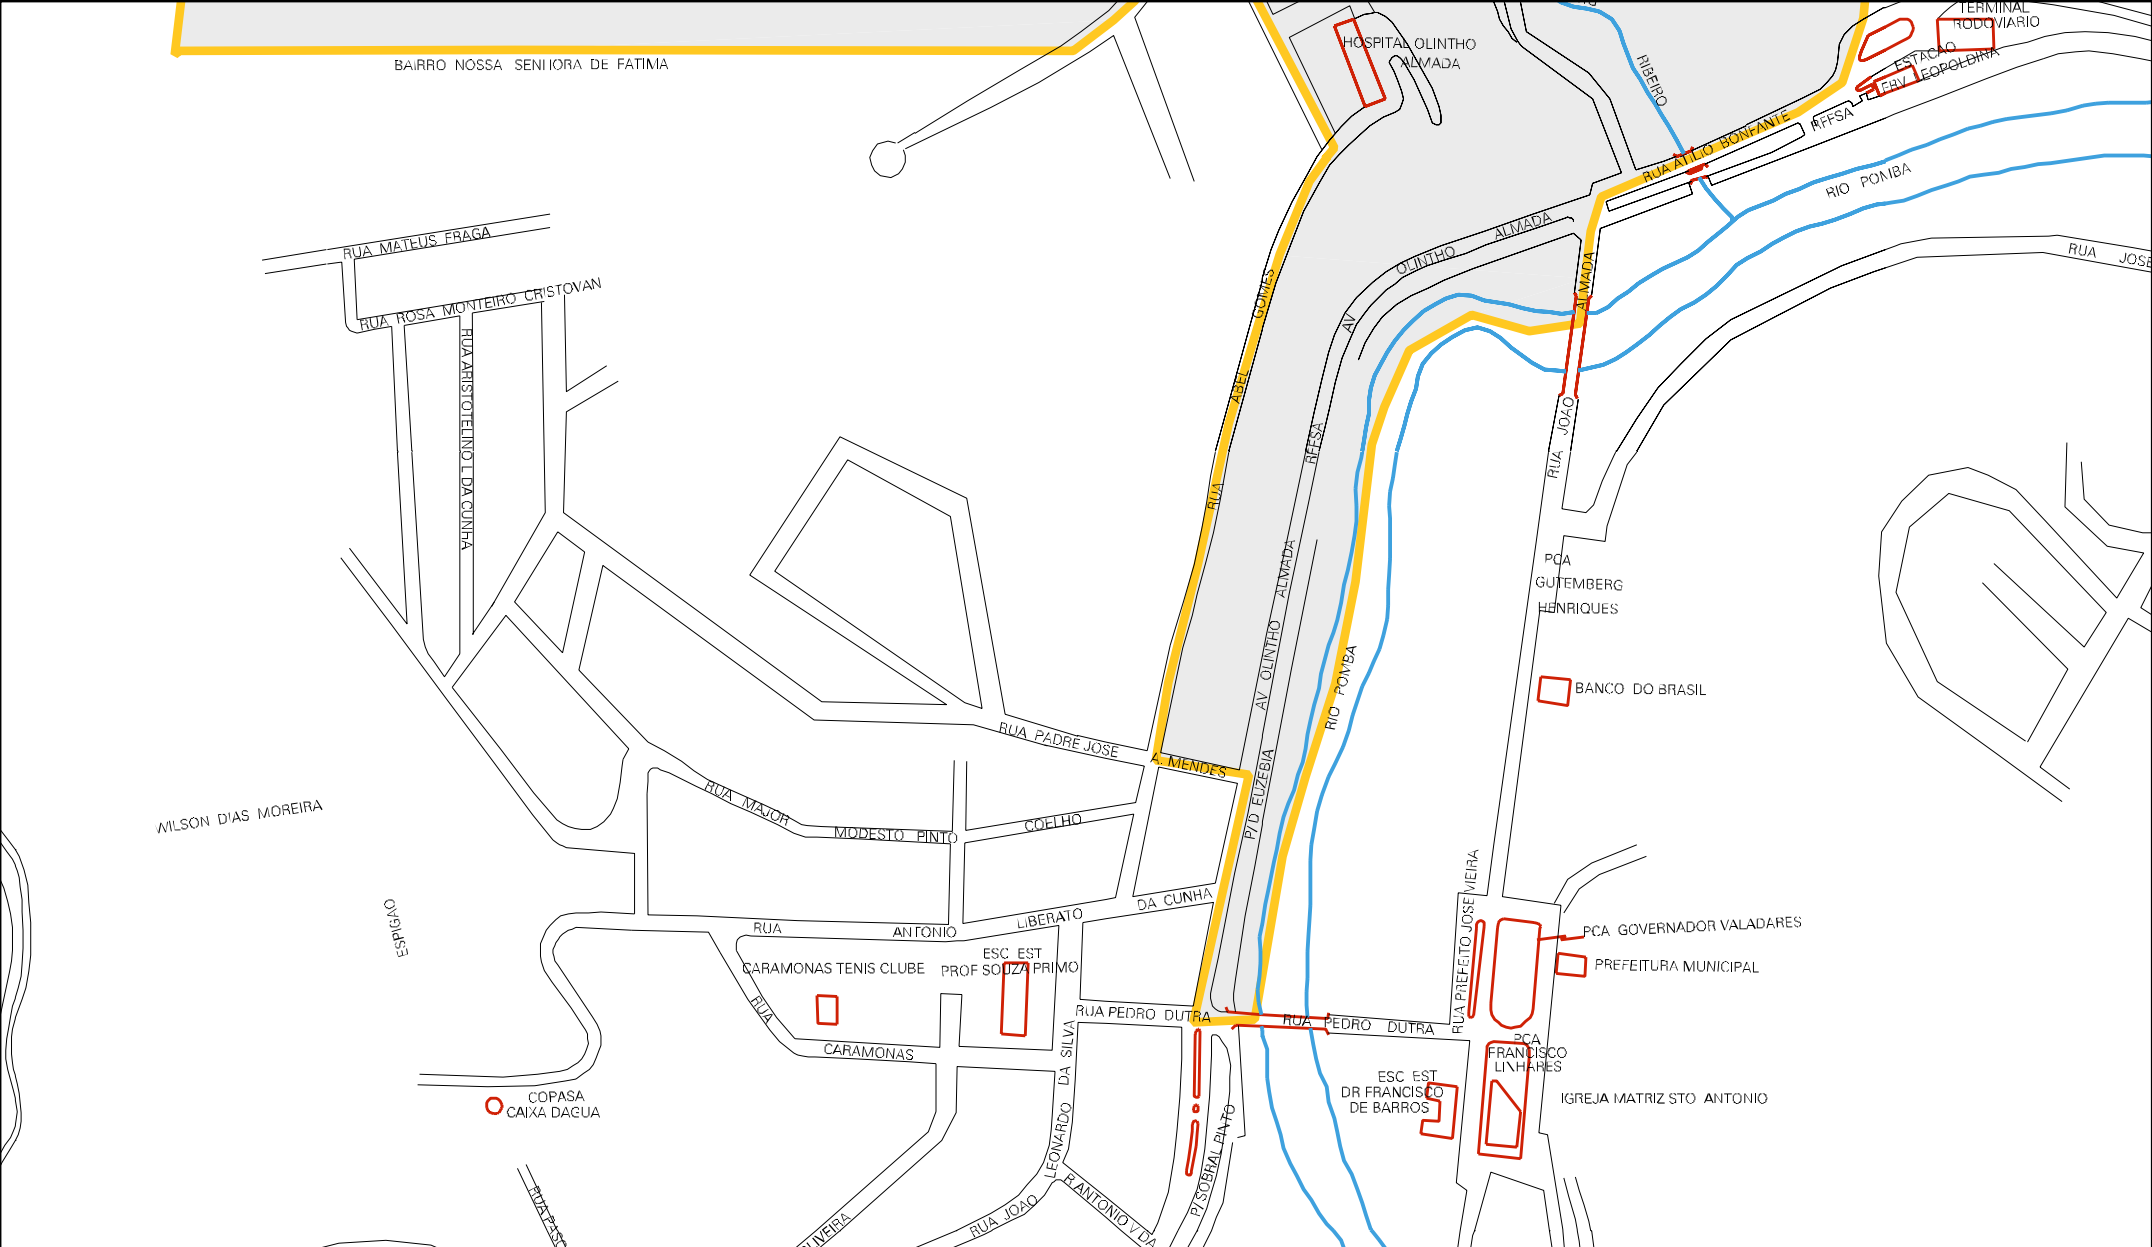 TERMINAL
RODOVIARIO
HOSPITAL OLINTHO
ALMADA
ESTACAO
FRV LEOPOLDINA
BAIRRO NOSSA SENHORA DE FATIMA
RIBEIRO
RUA ATILIO BONFANTE
RFFSA
RIO POMBA
RUA MATEUS FRAGA
OLINTHO ALMADA
AV
RUA JOSE
RUA ROSA MONTEIRO CRISTOVAN
RUA ARISTOTELINO L DA CUNHA
RUA ABEL GOMES
RUA JOAO ALMADA
RFFSA
PCA
GUTEMBERG
HENRIQUES
AV OLINTHO ALMADA
RIO POMBA
BANCO DO BRASIL
RUA PADRE JOSE
A. MENDES
P/ D EUZEBIA
RUA MAJOR
MODESTO PINTO
COELHO
WILSON DIAS MOREIRA
ESPIGAO
RUA ANTONIO LIBERATO DA CUNHA
RUA PREFEITO JOSE VIEIRA
PCA GOVERNADOR VALADARES
PREFEITURA MUNICIPAL
CARAMONAS TENIS CLUBE
ESC EST
PROF SOUZA PRIMO
RUA CARAMONAS
RUA PEDRO DUTRA
RUA PEDRO DUTRA
PCA
FRANCISCO
LINHARES
ESC EST
DR FRANCISCO
DE BARROS
IGREJA MATRIZ STO ANTONIO
COPASA
CAIXA DAGUA
LEONARDO DA SILVA
P/ SOBRAL PINTO
RUA JOAO
R ANTONIO V DA
RUA PASC
LIVEIRA